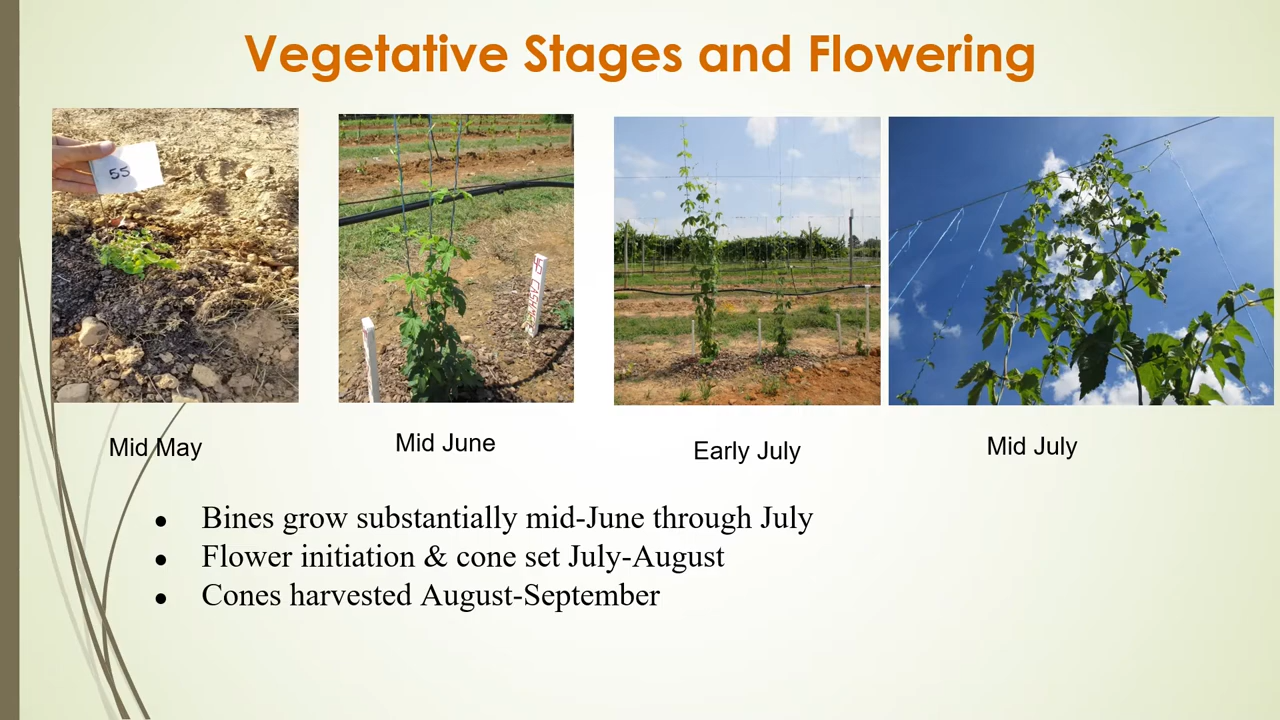 Vegetative Stages and Flowering
55
Mid May
Mid June
Early July
Mid July
● Bines grow substantially mid-June through July
● Flower initiation & cone set July-August
● Cones harvested August-September